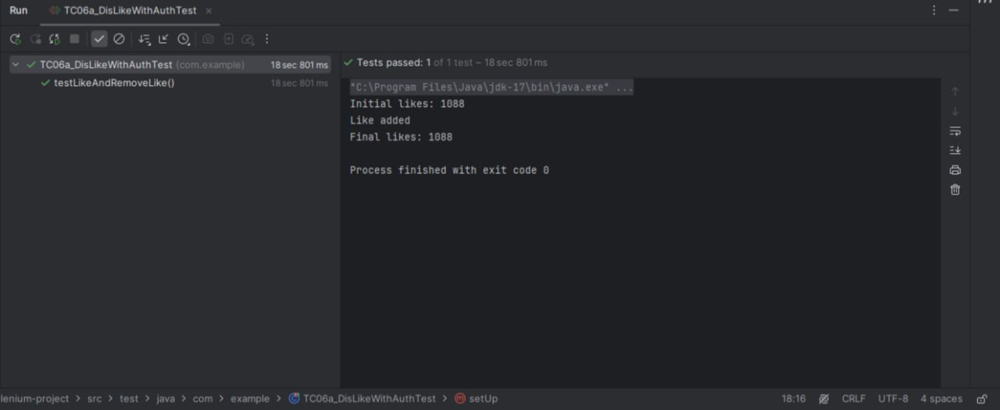 Run TC06a_DisLikeWithAuthTest
TC06a_DisLikeWithAuthTest (com.example) 18 sec 801 ms
testLikeAndRemoveLike() 18 sec 801 ms
Tests passed: 1 of 1 test – 18 sec 801 ms
"C:\Program Files\Java\jdk-17\bin\java.exe" ...
Initial likes: 1088
Like added
Final likes: 1088
Process finished with exit code 0
lenium-project > src > test > java > com > example > TC06a_DisLikeWithAuthTest > setUp 18:16 CRLF UTF-8 4 spaces